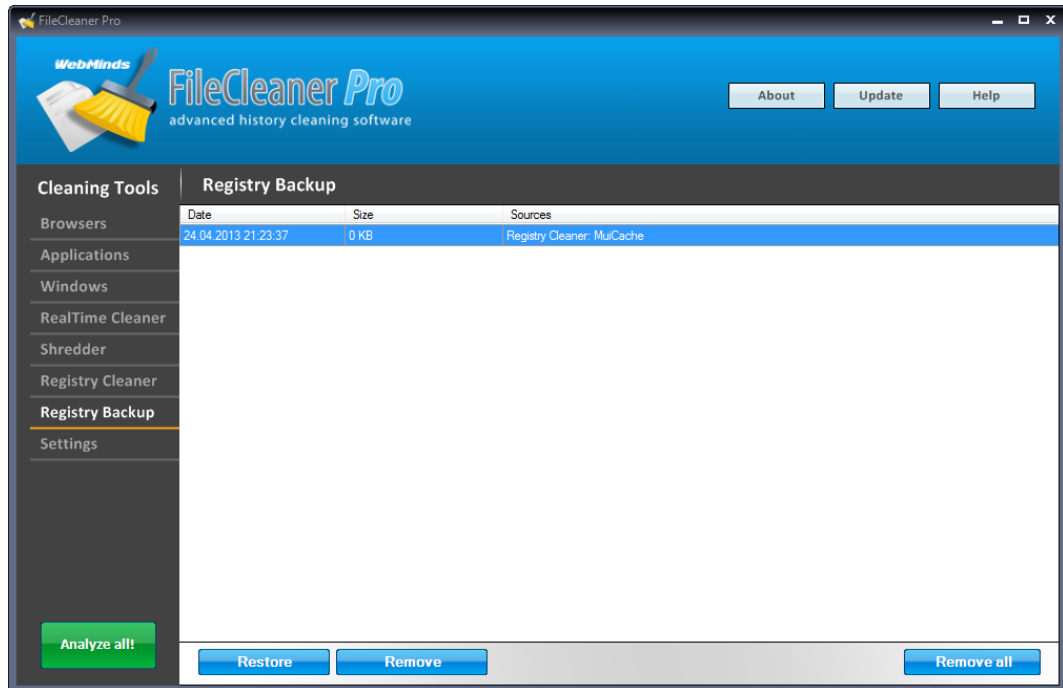 FileCleaner Pro
WebMinds
FileCleaner Pro
advanced history cleaning software
About Update Help
Cleaning Tools
Browsers
Applications
Windows
RealTime Cleaner
Shredder
Registry Cleaner
Registry Backup
Settings
Analyze all!
Registry Backup
Date Size Sources
24.04.2013 21:23:37 0 KB Registry Cleaner: MuiCache
Restore Remove Remove all